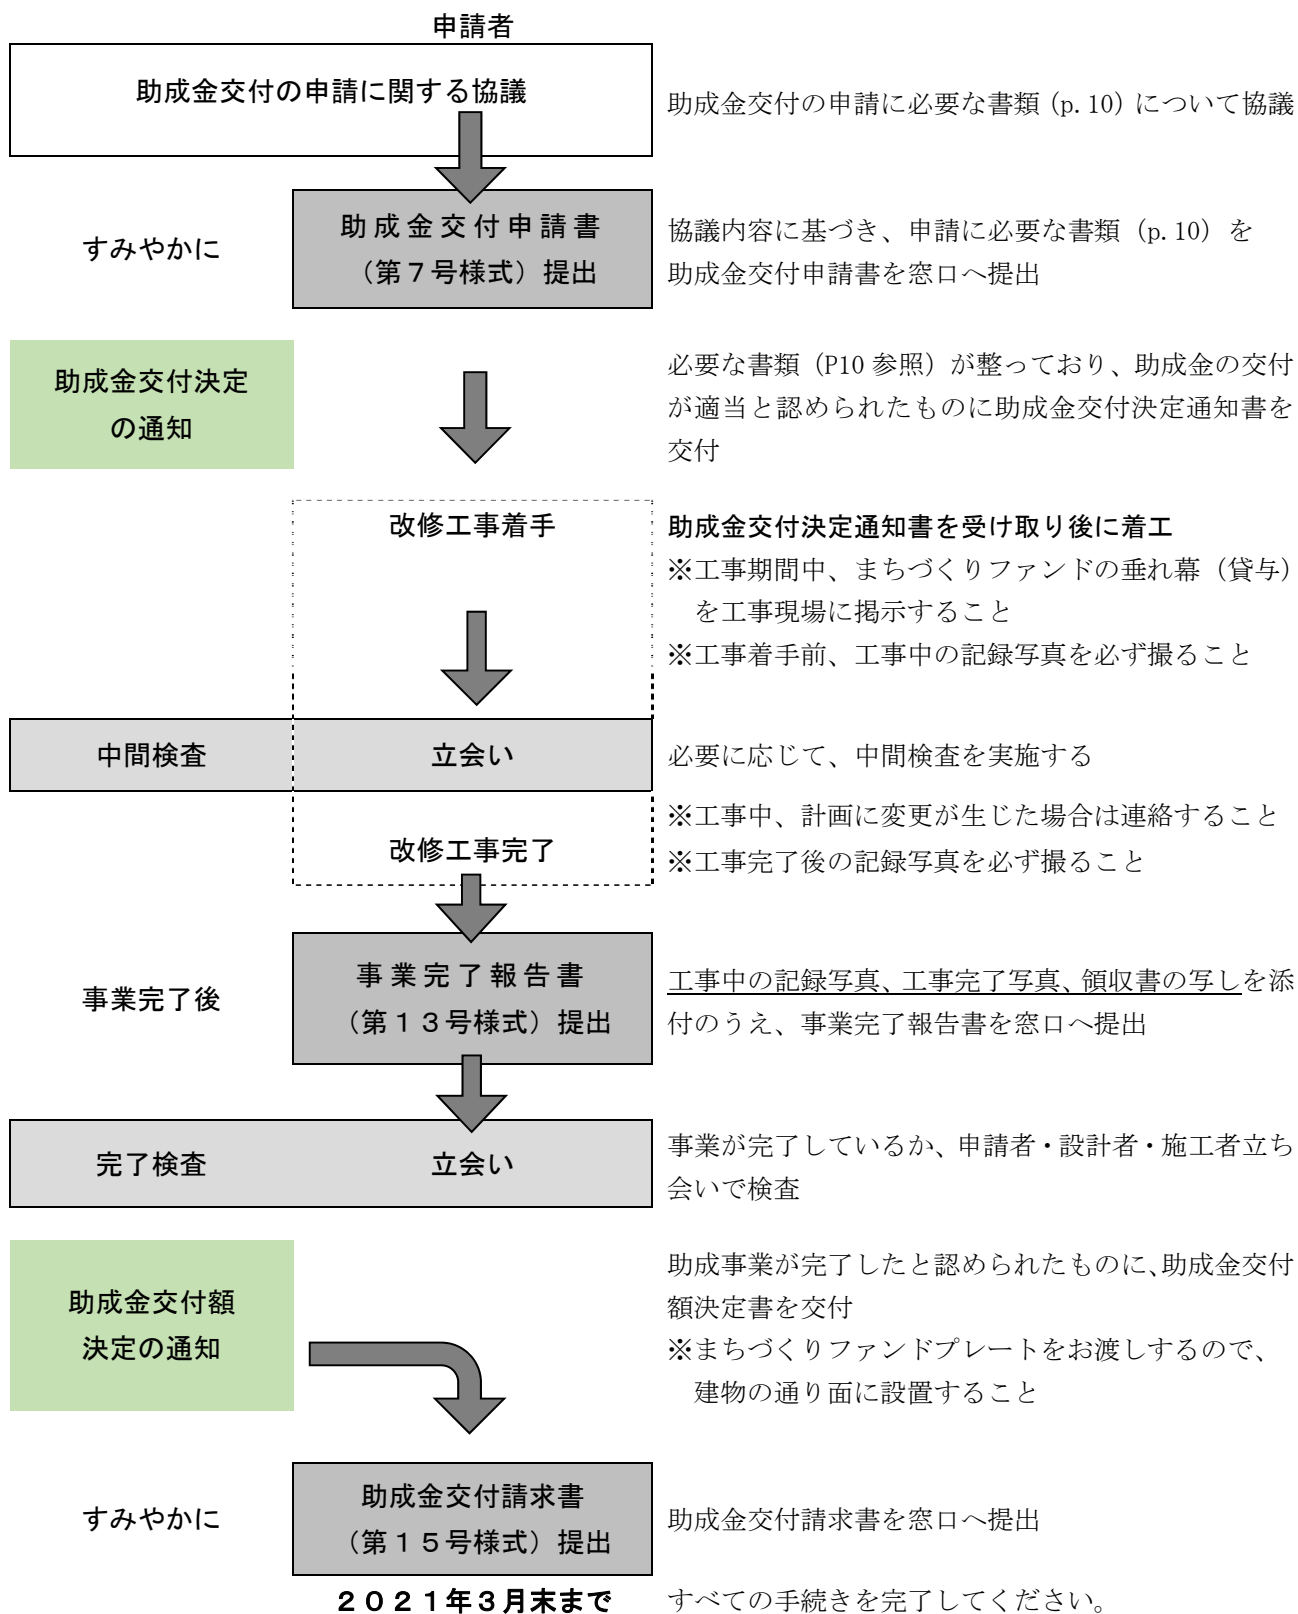 申請者
助成金交付の申請に関する協議
助成金交付の申請に必要な書類（p.10）について協議
すみやかに
助成金交付申請書
（第７号様式）提出
協議内容に基づき、申請に必要な書類（p.10）を
助成金交付申請書を窓口へ提出
助成金交付決定
の通知
必要な書類（P10 参照）が整っており、助成金の交付
が適当と認められたものに助成金交付決定通知書を
交付
改修工事着手
助成金交付決定通知書を受け取り後に着工
※工事期間中、まちづくりファンドの垂れ幕（貸与）
を工事現場に掲示すること
※工事着手前、工事中の記録写真を必ず撮ること
中間検査
立会い
必要に応じて、中間検査を実施する
※工事中、計画に変更が生じた場合は連絡すること
改修工事完了
※工事完了後の記録写真を必ず撮ること
事業完了後
事業完了報告書
（第１３号様式）提出
工事中の記録写真、工事完了写真、領収書の写しを添
付のうえ、事業完了報告書を窓口へ提出
完了検査
立会い
事業が完了しているか、申請者・設計者・施工者立ち
会いで検査
助成金交付額
決定の通知
助成事業が完了したと認められたものに、助成金交付
額決定書を交付
※まちづくりファンドプレートをお渡しするので、
建物の通り面に設置すること
すみやかに
助成金交付請求書
（第１５号様式）提出
助成金交付請求書を窓口へ提出
２０２１年３月末まで
すべての手続きを完了してください。